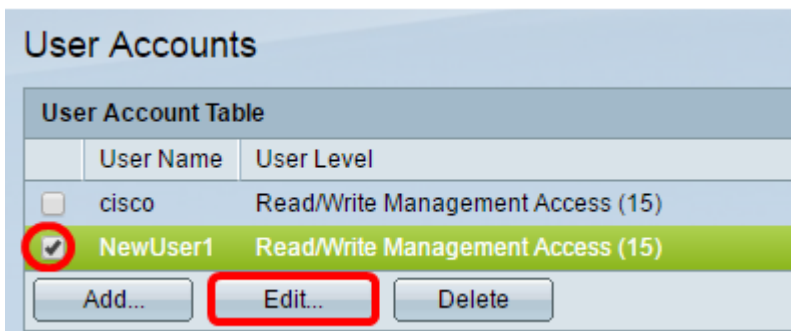 User Accounts
User Account Table
User Name User Level
cisco Read/Write Management Access (15)
NewUser1 Read/Write Management Access (15)
Add... Edit... Delete